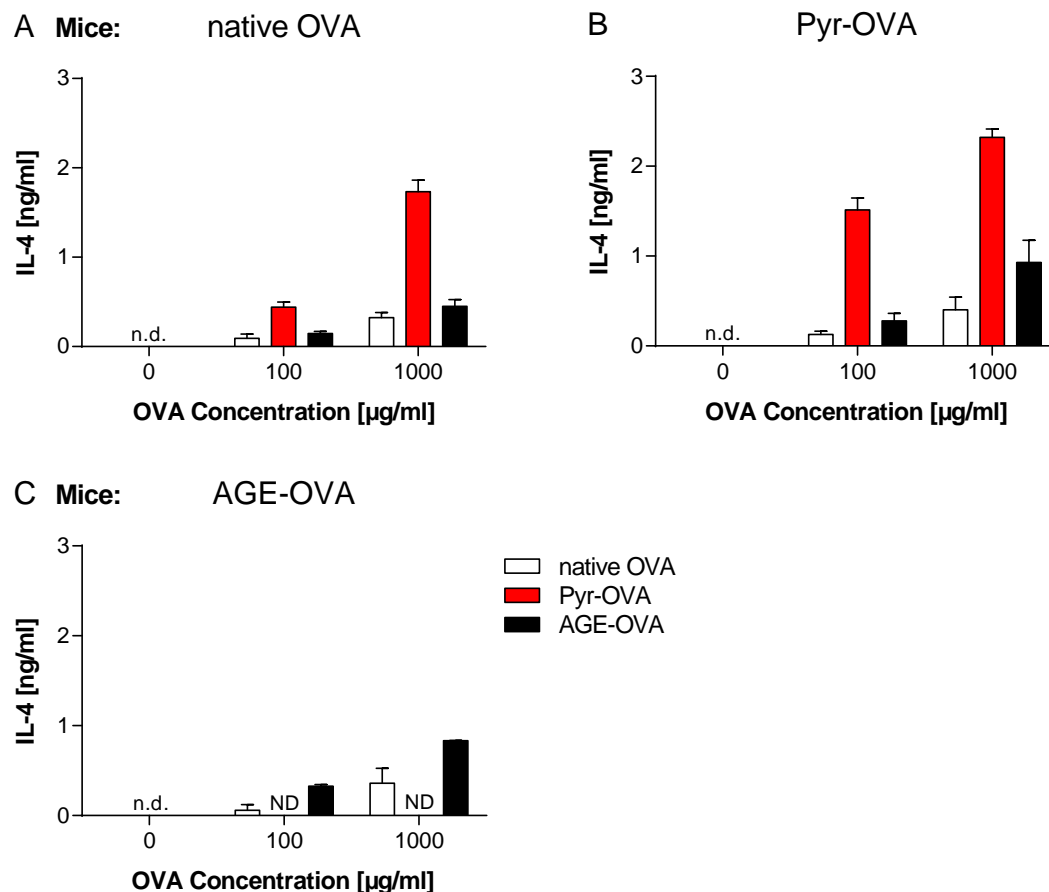 A Mice: native OVA
3
2
1
0
IL-4 [ng/ml]
n.d.
0 100 1000
OVA Concentration [µg/ml]
B Pyr-OVA
3
2
1
0
IL-4 [ng/ml]
n.d.
0 100 1000
OVA Concentration [µg/ml]
C Mice: AGE-OVA
3
2
1
0
IL-4 [ng/ml]
n.d. ND ND
0 100 1000
OVA Concentration [µg/ml]
native OVA
Pyr-OVA
AGE-OVA